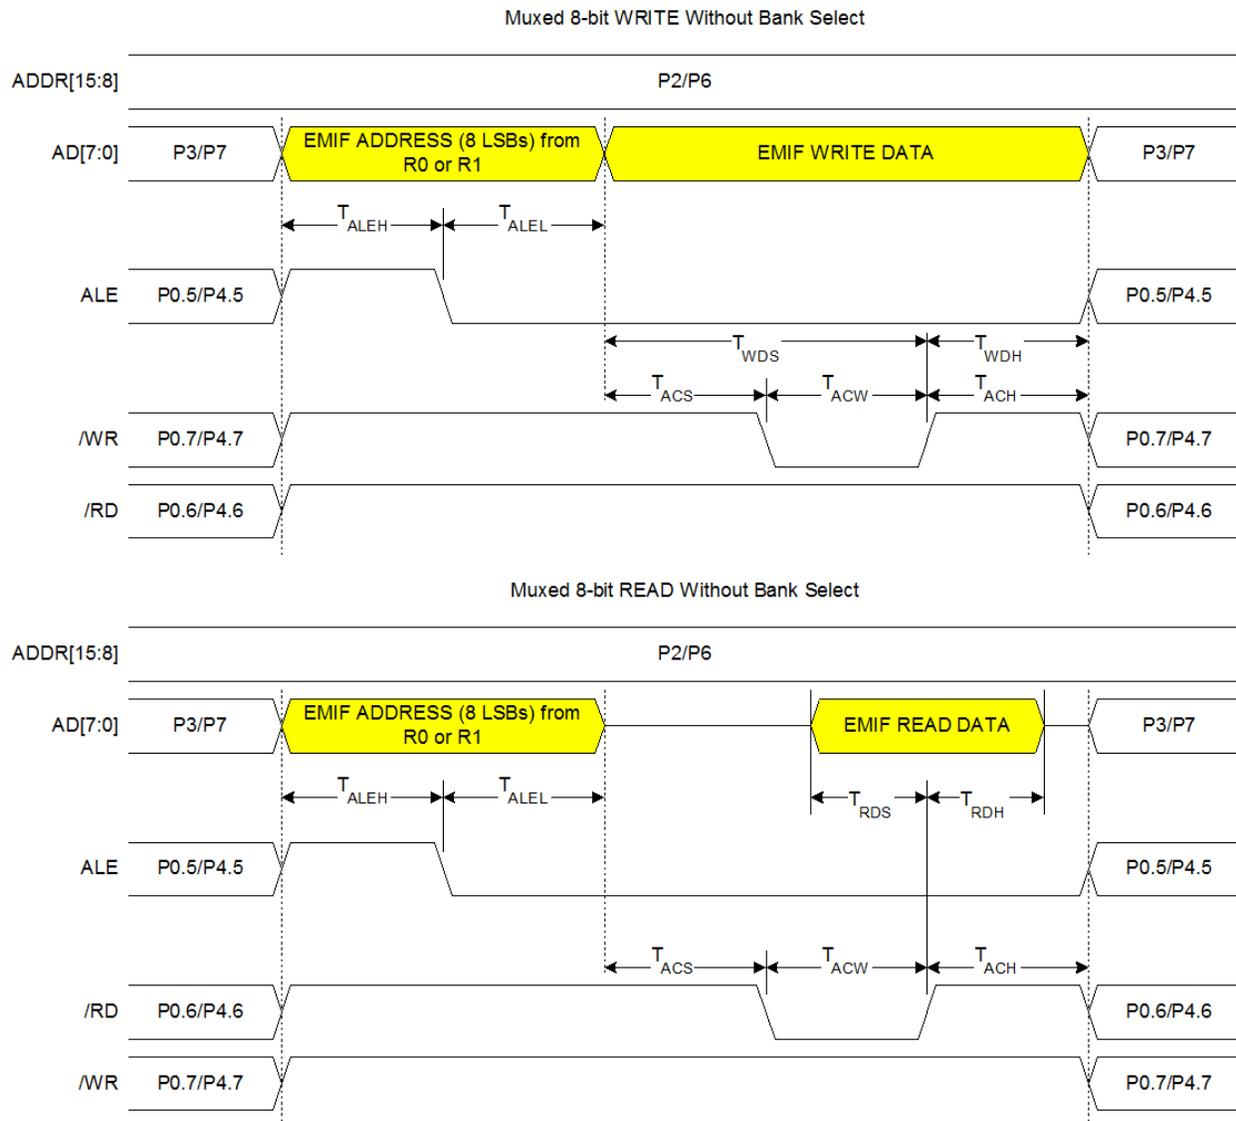 Muxed 8-bit WRITE Without Bank Select
ADDR[15:8] P2/P6
AD[7:0] P3/P7 EMIF ADDRESS (8 LSBs) from EMIF WRITE DATA P3/P7
R0 or R1
TALEH TALEL
ALE P0.5/P4.5 P0.5/P4.5
TWDS TWDH
TACS TACW TACH
/WR P0.7/P4.7 P0.7/P4.7
/RD P0.6/P4.6 P0.6/P4.6
Muxed 8-bit READ Without Bank Select
ADDR[15:8] P2/P6
AD[7:0] P3/P7 EMIF ADDRESS (8 LSBs) from EMIF READ DATA P3/P7
R0 or R1
TALEH TALEL TRDS TRDH
ALE P0.5/P4.5 P0.5/P4.5
TACS TACW TACH
/RD P0.6/P4.6 P0.6/P4.6
/WR P0.7/P4.7 P0.7/P4.7